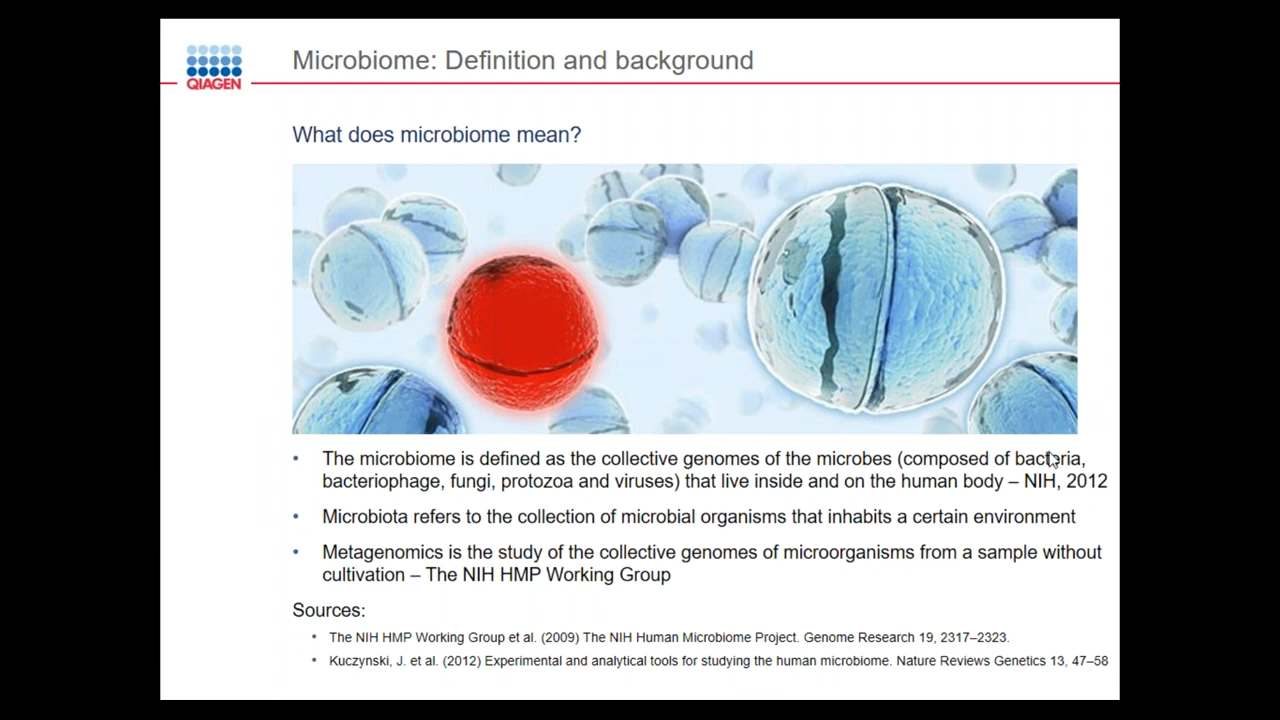 QIAGEN
Microbiome: Definition and background
What does microbiome mean?
• The microbiome is defined as the collective genomes of the microbes (composed of bacteria,
bacteriophage, fungi, protozoa and viruses) that live inside and on the human body – NIH, 2012
• Microbiota refers to the collection of microbial organisms that inhabits a certain environment
• Metagenomics is the study of the collective genomes of microorganisms from a sample without
cultivation – The NIH HMP Working Group
Sources:
• The NIH HMP Working Group et al. (2009) The NIH Human Microbiome Project. Genome Research 19, 2317–2323.
• Kuczynski, J. et al. (2012) Experimental and analytical tools for studying the human microbiome. Nature Reviews Genetics 13, 47–58